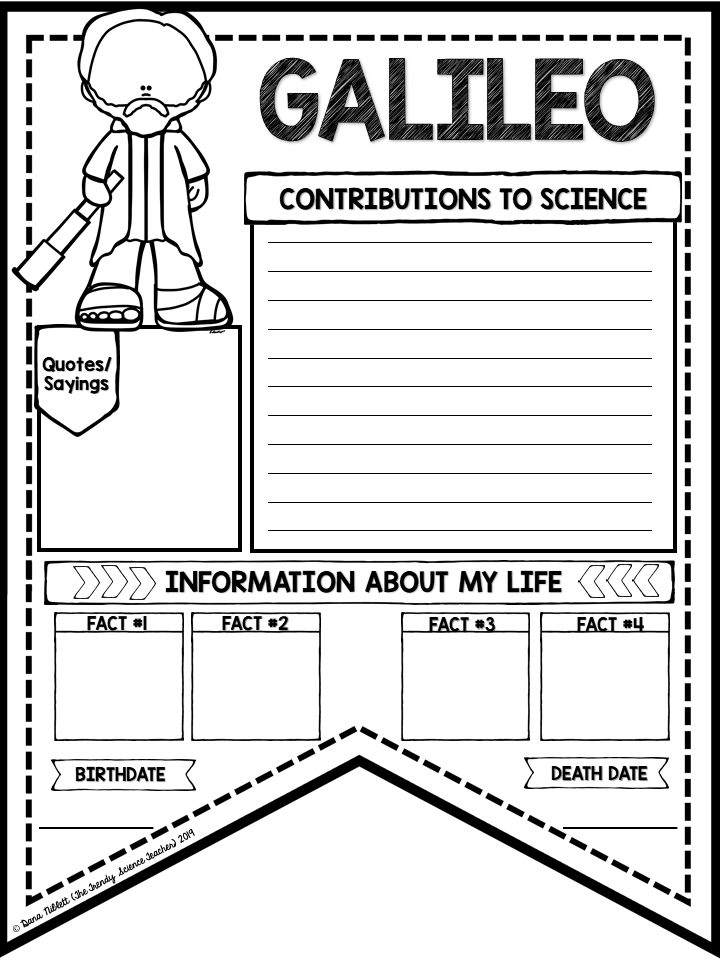 GALILEO
CONTRIBUTIONS TO SCIENCE
Quotes/
Sayings
INFORMATION ABOUT MY LIFE
FACT #1
FACT #2
FACT #3
FACT #4
BIRTHDATE
DEATH DATE
© Dana Niblett (The Trendy Science Teacher) 2019